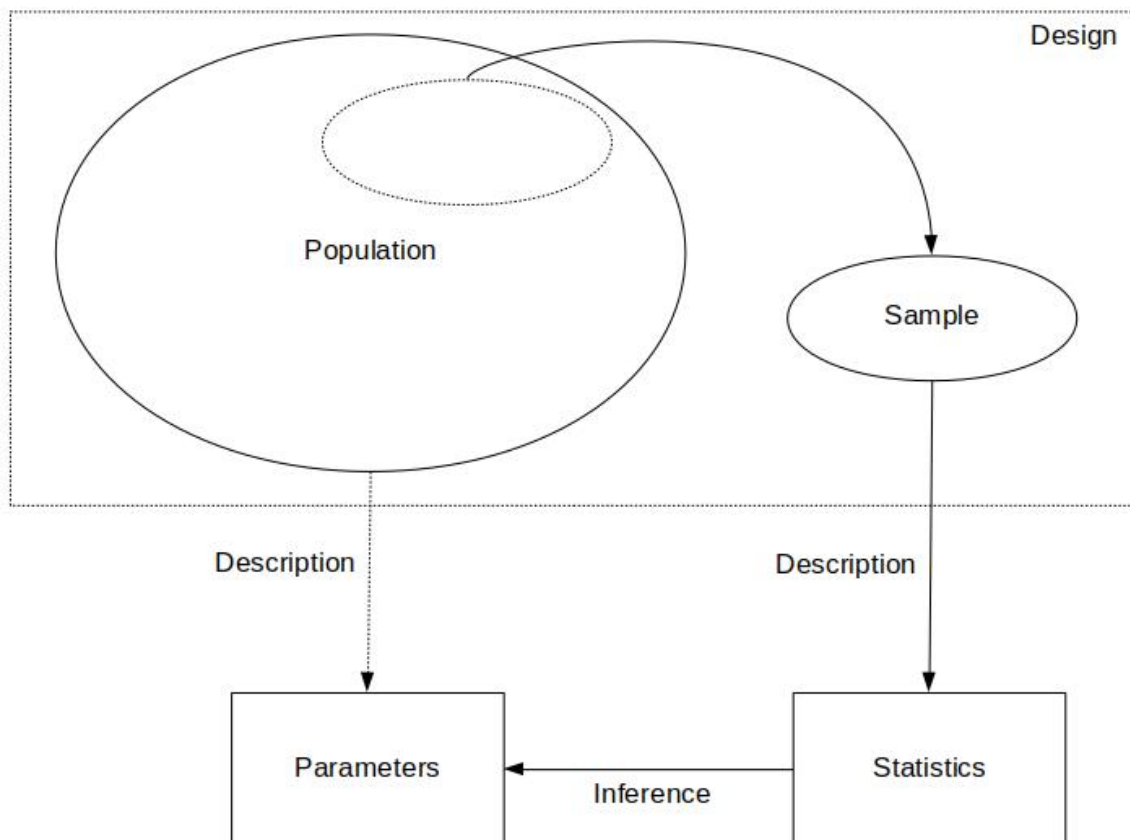 Design
Population
Sample
Description
Description
Parameters
Statistics
Inference